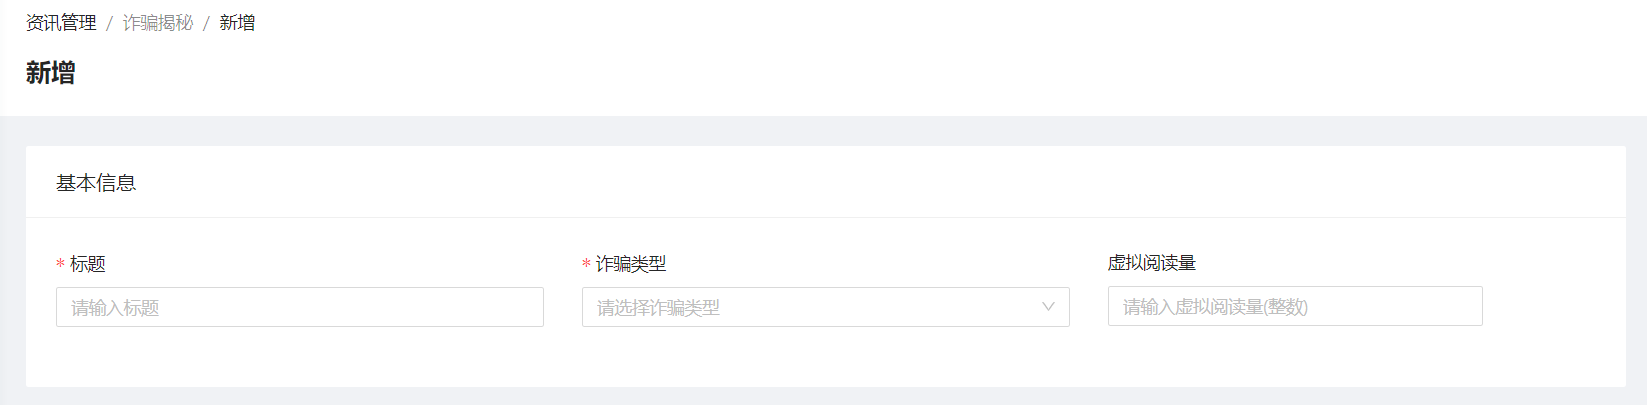 资讯管理 / 诈骗揭秘 / 新增
新增
基本信息
* 标题 * 诈骗类型 虚拟阅读量
请输入标题 请选择诈骗类型 请输入虚拟阅读量(整数)